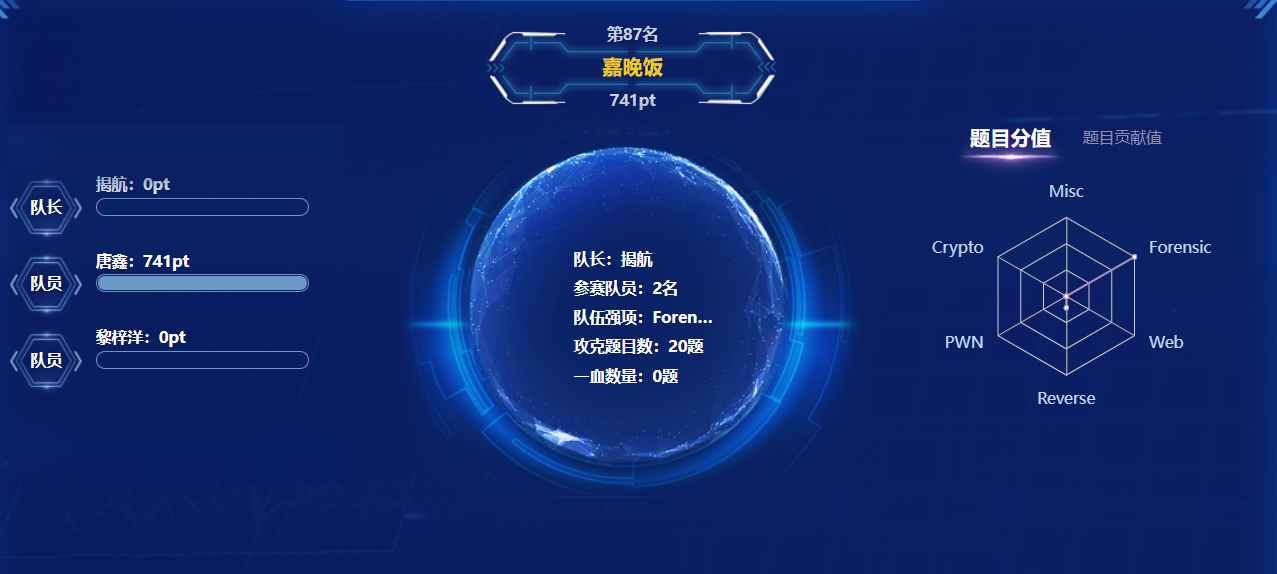 第87名
嘉晚饭
741pt
揭航：0pt
队长
唐鑫：741pt
队员
黎梓洋：0pt
队员
队长：揭航
参赛队员：2名
队伍强项：Foren...
攻克题目数：20题
一血数量：0题
题目分值
题目贡献值
Misc
Crypto
Forensic
PWN
Web
Reverse